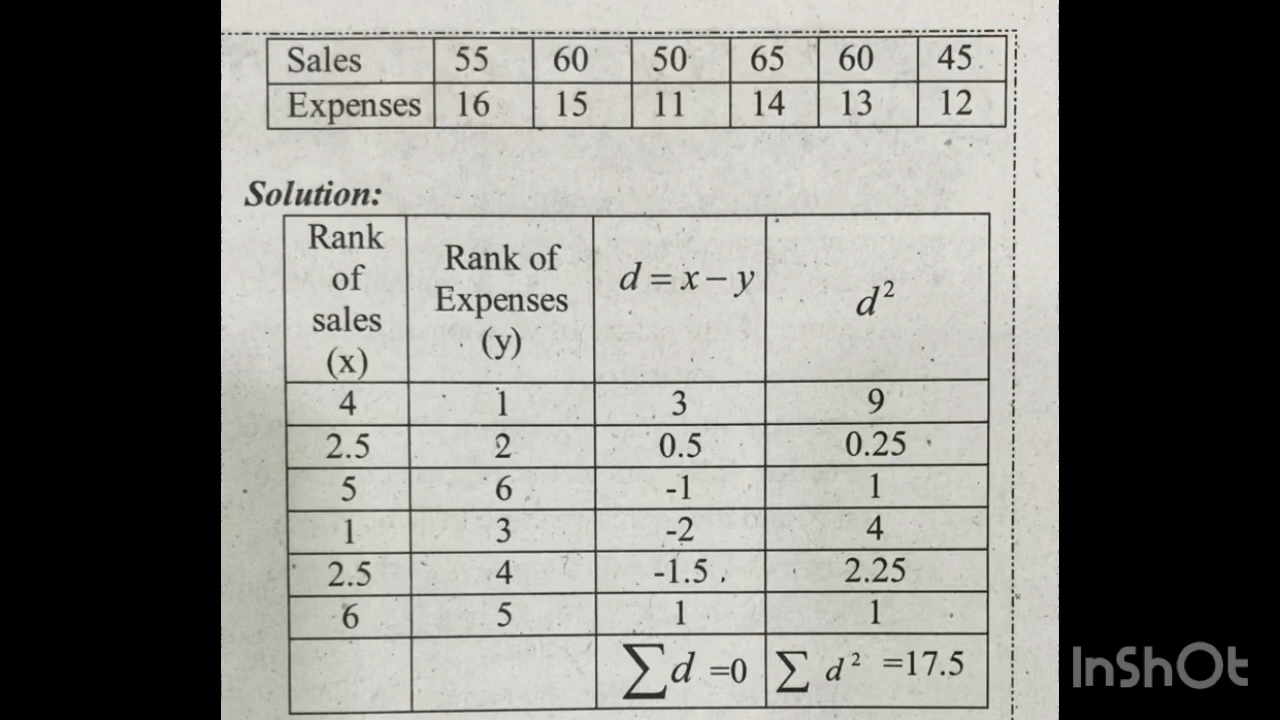 Sales 55 60 50 65 60 45
Expenses 16 15 11 14 13 12
Solution:
Rank of sales (x) Rank of Expenses (y) d = x − y d²
4 1 3 9
2.5 2 0.5 0.25
5 6 -1 1
1 3 -2 4
2.5 4 -1.5 2.25
6 5 1 1
∑d =0 ∑ d² =17.5
InShOt